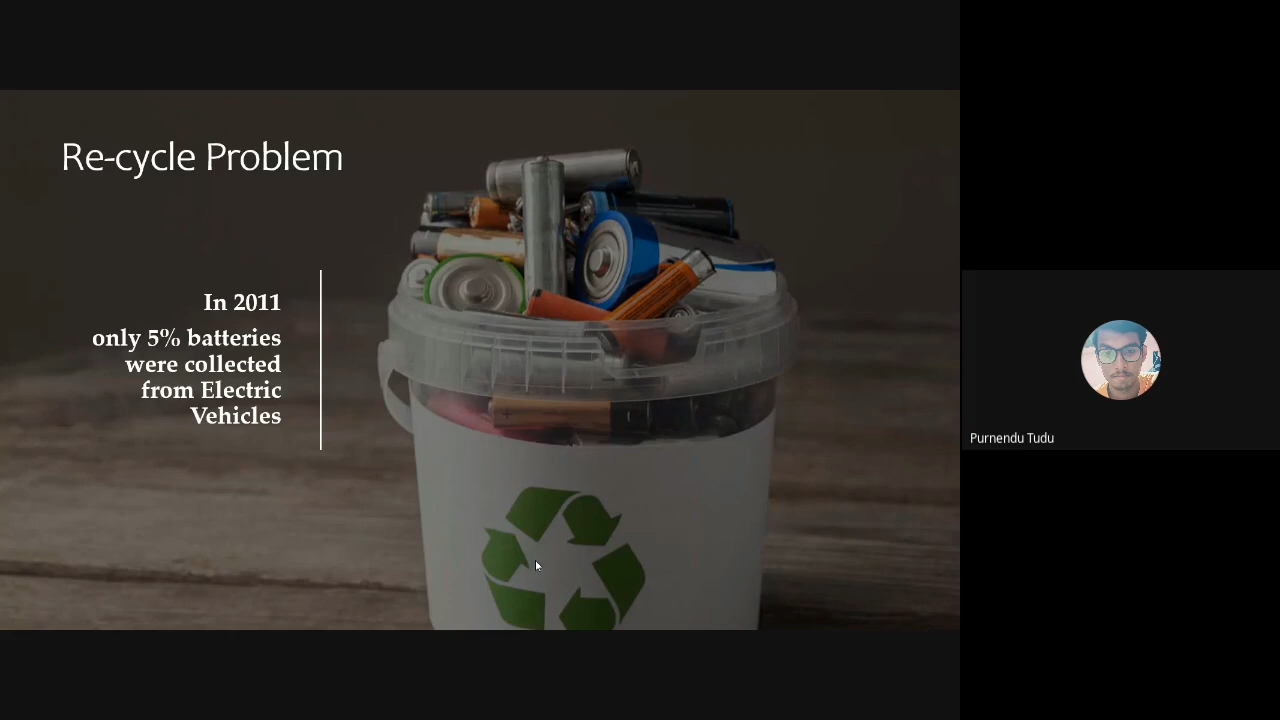 Re-cycle Problem
In 2011
only 5% batteries
were collected
from Electric
Vehicles
Purnendu Tudu